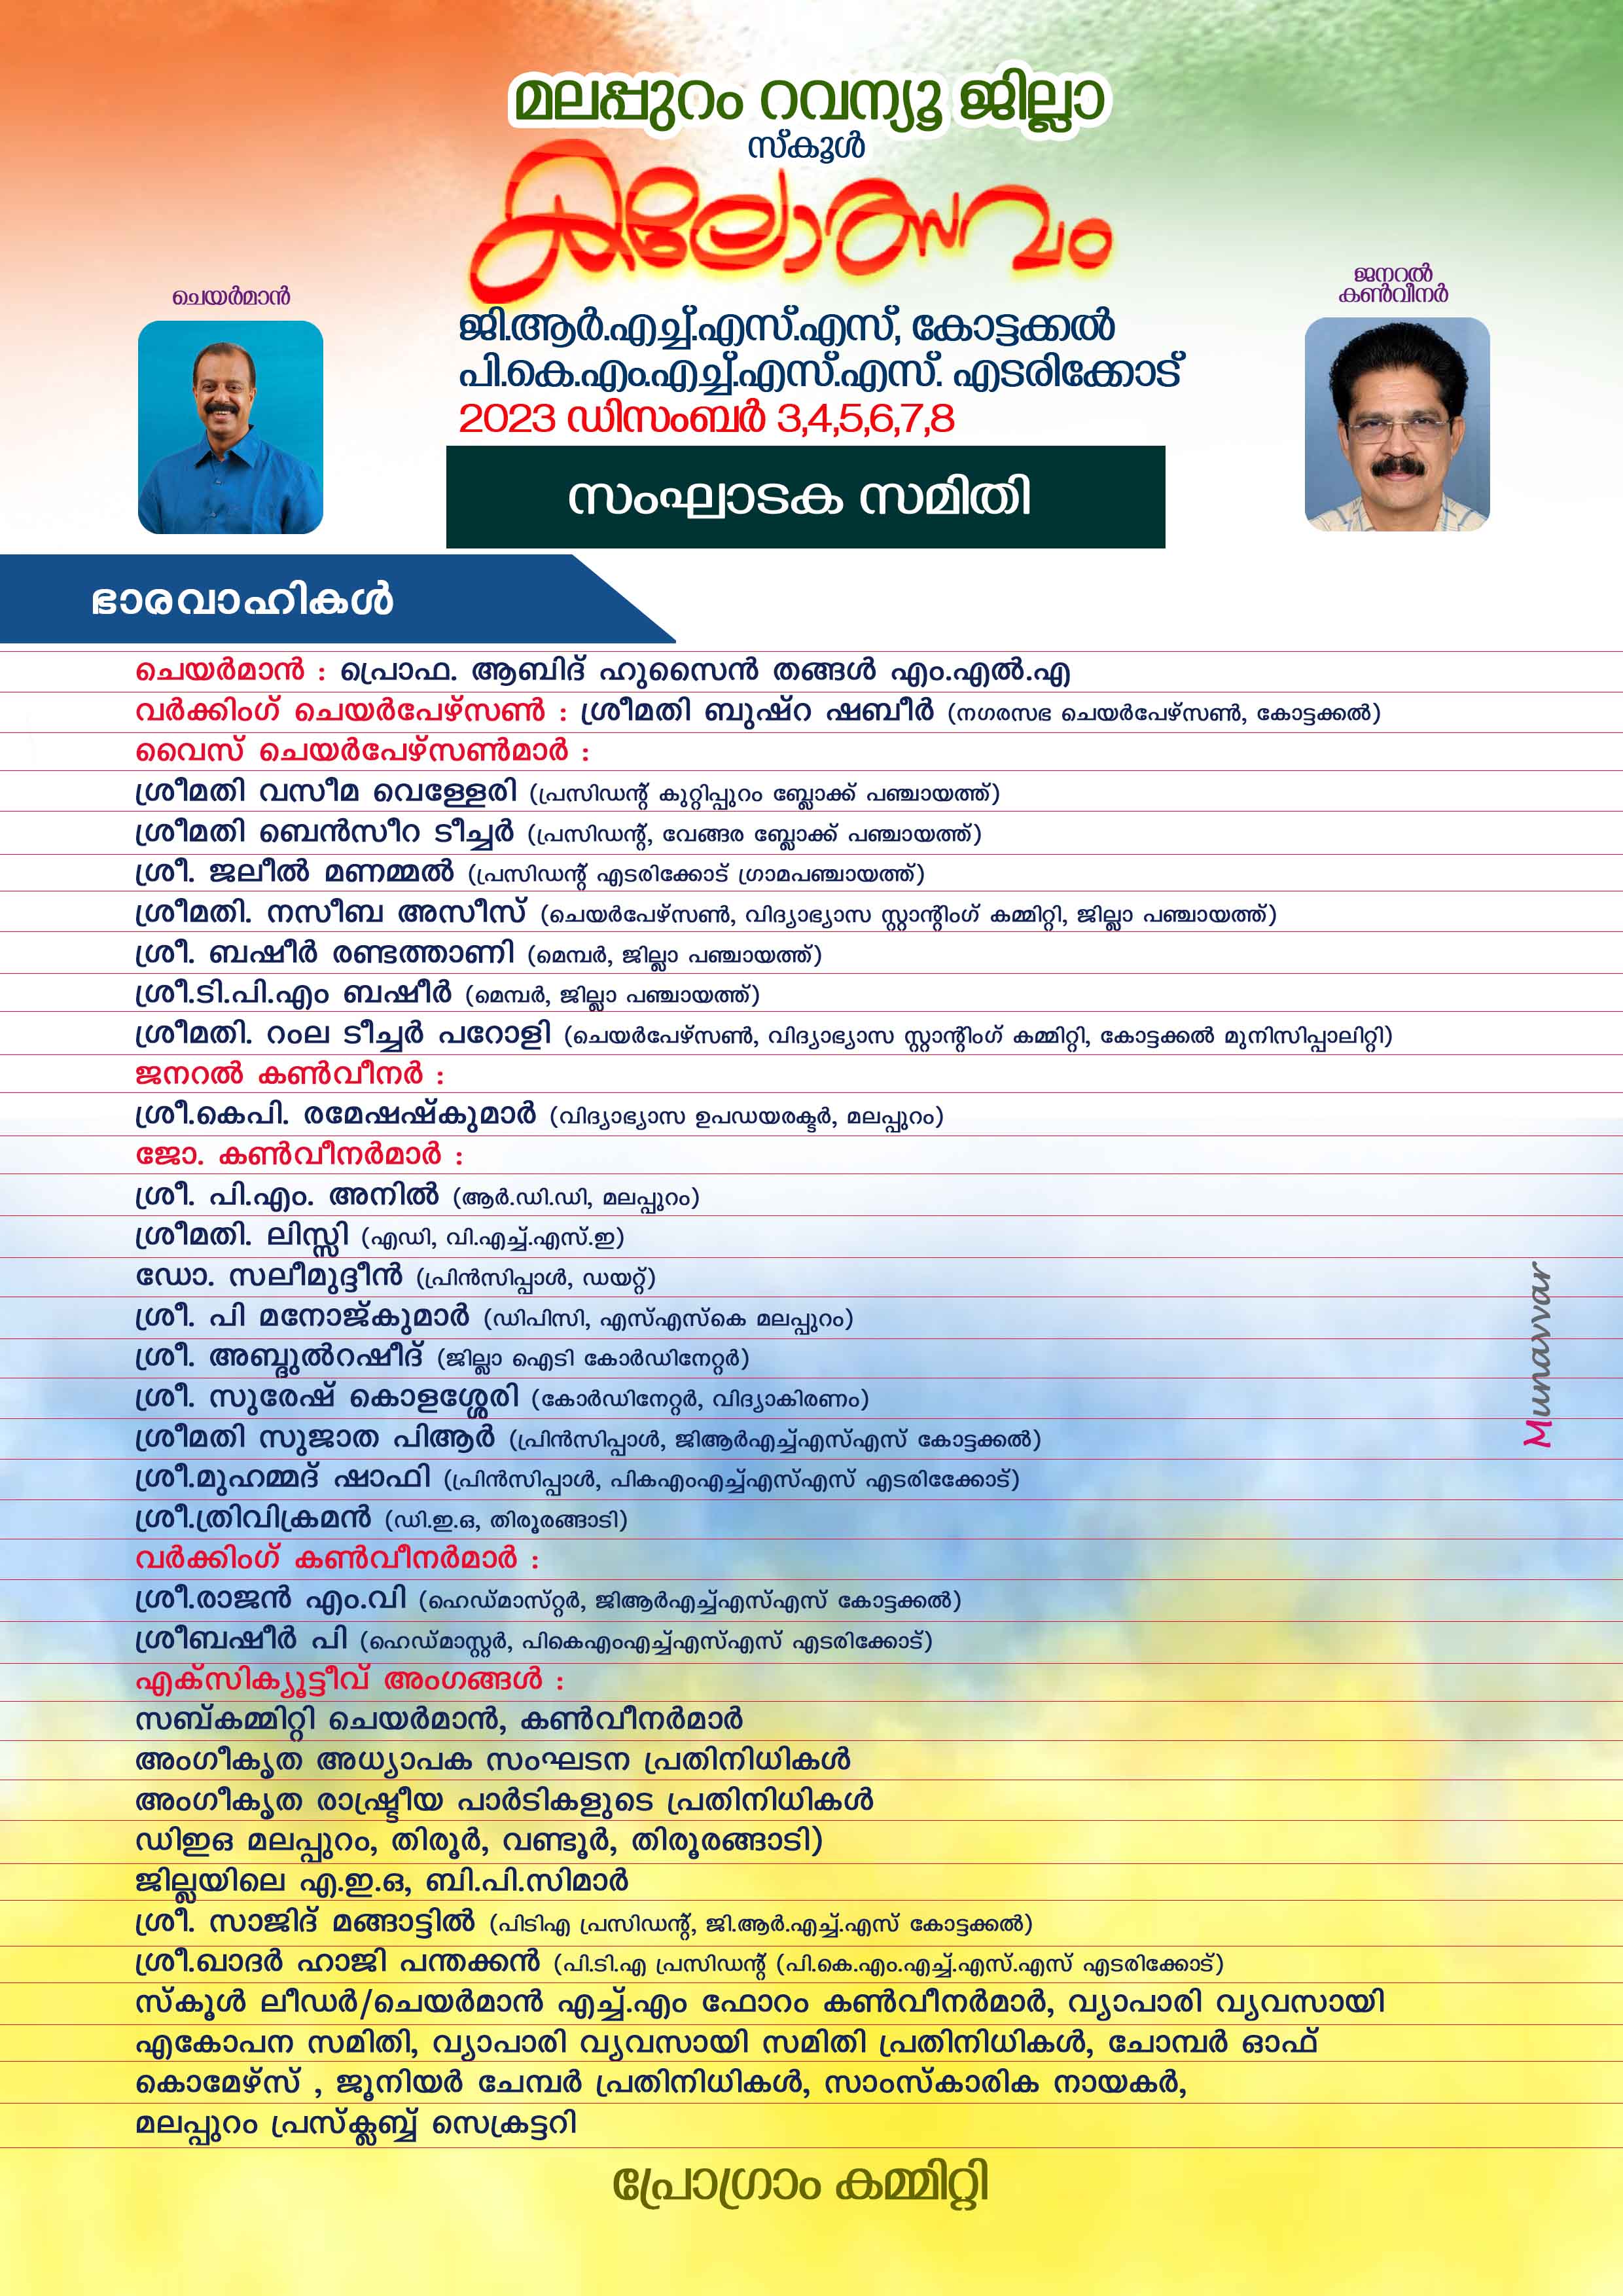 മലപ്പുറം റവന്യൂ ജില്ലാ
സ്കൂൾ
കലോത്സവം
ചെയർമാൻ
ജനറൽ
കൺവീനർ
ജി.ആർ.എച്ച്.എസ്.എസ്, കോട്ടക്കൽ
പി.കെ.എം.എച്ച്.എസ്.എസ്. എടരിക്കോട്
2023 ഡിസംബർ 3,4,5,6,7,8
സംഘാടക സമിതി
ഭാരവാഹികൾ
ചെയർമാൻ : പ്രൊഫ. ആബിദ് ഹുസൈൻ തങ്ങൾ എം.എൽ.എ
വർക്കിംഗ് ചെയർപേഴ്സൺ : ശ്രീമതി ബുഷ്റ ഷബീർ (നഗരസഭ ചെയർപേഴ്സൺ, കോട്ടക്കൽ)
വൈസ് ചെയർപേഴ്സൺമാർ :
ശ്രീമതി വസീമ വെള്ളേരി (പ്രസിഡന്റ് കുറ്റിപ്പുറം ബ്ലോക്ക് പഞ്ചായത്ത്)
ശ്രീമതി ബെൻസീറ ടീച്ചർ (പ്രസിഡന്റ്, വേങ്ങര ബ്ലോക്ക് പഞ്ചായത്ത്)
ശ്രീ. ജലീൽ മണമ്മൽ (പ്രസിഡന്റ് എടരിക്കോട് ഗ്രാമപഞ്ചായത്ത്)
ശ്രീമതി. നസീബ അസീസ് (ചെയർപേഴ്സൺ, വിദ്യാഭ്യാസ സ്റ്റാന്റിംഗ് കമ്മിറ്റി, ജില്ലാ പഞ്ചായത്ത്)
ശ്രീ. ബഷീർ രണ്ടത്താണി (മെമ്പർ, ജില്ലാ പഞ്ചായത്ത്)
ശ്രീ.ടി.പി.എം ബഷീർ (മെമ്പർ, ജില്ലാ പഞ്ചായത്ത്)
ശ്രീമതി. റംല ടീച്ചർ പറോളി (ചെയർപേഴ്സൺ, വിദ്യാഭ്യാസ സ്റ്റാന്റിംഗ് കമ്മിറ്റി, കോട്ടക്കൽ മുനിസിപ്പാലിറ്റി)
ജനറൽ കൺവീനർ :
ശ്രീ.കെപി. രമേഷഷ്കുമാർ (വിദ്യാഭ്യാസ ഉപഡയരക്ടർ, മലപ്പുറം)
ജോ. കൺവീനർമാർ :
ശ്രീ. പി.എം. അനിൽ (ആർ.ഡി.ഡി, മലപ്പുറം)
ശ്രീമതി. ലിസ്സി (എഡി, വി.എച്ച്.എസ്.ഇ)
ഡോ. സലീമുദ്ദീൻ (പ്രിൻസിപ്പാൾ, ഡയറ്റ്)
ശ്രീ. പി മനോജ്കുമാർ (ഡിപിസി, എസ്എസ്കെ മലപ്പുറം)
ശ്രീ. അബ്ദുൽറഷീദ് (ജില്ലാ ഐടി കോർഡിനേറ്റർ)
ശ്രീ. സുരേഷ് കൊളശ്ശേരി (കോർഡിനേറ്റർ, വിദ്യാകിരണം)
ശ്രീമതി സുജാത പിആർ (പ്രിൻസിപ്പാൾ, ജിആർഎച്ച്എസ്എസ് കോട്ടക്കൽ)
ശ്രീ.മുഹമ്മദ് ഷാഫി (പ്രിൻസിപ്പാൾ, പികഎംഎച്ച്എസ്എസ് എടരിക്കോേട്)
ശ്രീ.ത്രിവിക്രമൻ (ഡി.ഇ.ഒ, തിരൂരങ്ങാടി)
വർക്കിംഗ് കൺവീനർമാർ :
ശ്രീ.രാജൻ എം.വി (ഹെഡ്മാസ്റ്റർ, ജിആർഎച്ച്എസ്എസ് കോട്ടക്കൽ)
ശ്രീബഷീർ പി (ഹെഡ്മാസ്റ്റർ, പികെഎംഎച്ച്എസ്എസ് എടരിക്കോട്)
എക്സിക്യൂട്ടീവ് അംഗങ്ങൾ :
സബ്കമ്മിറ്റി ചെയർമാൻ, കൺവീനർമാർ
അംഗീകൃത അധ്യാപക സംഘടന പ്രതിനിധികൾ
അംഗീകൃത രാഷ്ട്രീയ പാർടികളുടെ പ്രതിനിധികൾ
ഡിഇഒ മലപ്പുറം, തിരൂർ, വണ്ടൂർ, തിരൂരങ്ങാടി)
ജില്ലയിലെ എ.ഇ.ഒ, ബി.പി.സിമാർ
ശ്രീ. സാജിദ് മങ്ങാട്ടിൽ (പിടിഎ പ്രസിഡന്റ്, ജി.ആർ.എച്ച്.എസ് കോട്ടക്കൽ)
ശ്രീ.ഖാദർ ഹാജി പന്തക്കൻ (പി.ടി.എ പ്രസിഡന്റ് (പി.കെ.എം.എച്ച്.എസ്.എസ് എടരിക്കോട്)
സ്കൂൾ ലീഡർ/ചെയർമാൻ എച്ച്.എം ഫോറം കൺവീനർമാർ, വ്യാപാരി വ്യവസായി
എകോപന സമിതി, വ്യാപാരി വ്യവസായി സമിതി പ്രതിനിധികൾ, ചോമ്പർ ഓഫ്
കൊമേഴ്സ് , ജൂനിയർ ചേമ്പർ പ്രതിനിധികൾ, സാംസ്കാരിക നായകർ,
മലപ്പുറം പ്രസ്ക്ലബ്ബ് സെക്രട്ടറി
Munavvar
പ്രോഗ്രാം കമ്മിറ്റി